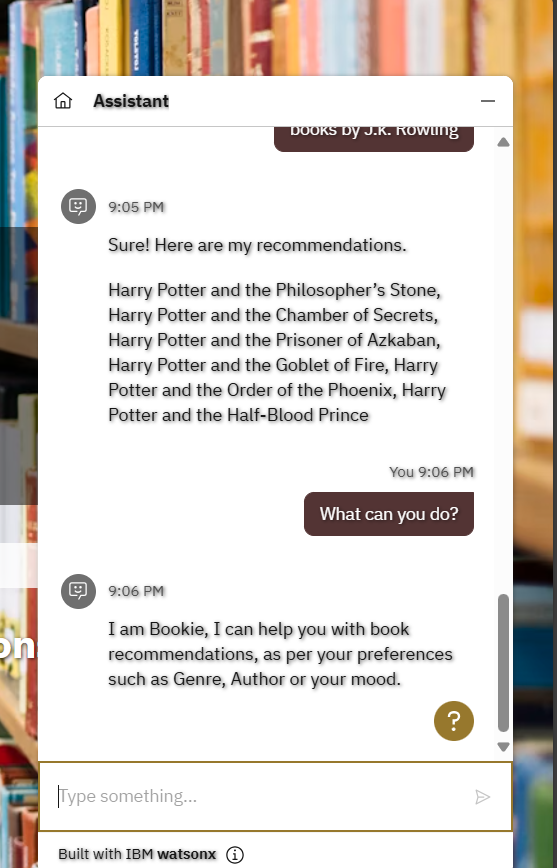 TOLSTOY
Assistant
books by J.k. Rowling
9:05 PM
Sure! Here are my recommendations.
Harry Potter and the Philosopher’s Stone,
Harry Potter and the Chamber of Secrets,
Harry Potter and the Prisoner of Azkaban,
Harry Potter and the Goblet of Fire, Harry
Potter and the Order of the Phoenix, Harry
Potter and the Half-Blood Prince
You 9:06 PM
What can you do?
9:06 PM
I am Bookie, I can help you with book
recommendations, as per your preferences
such as Genre, Author or your mood.
?
on
Type something...
Built with IBM watsonx